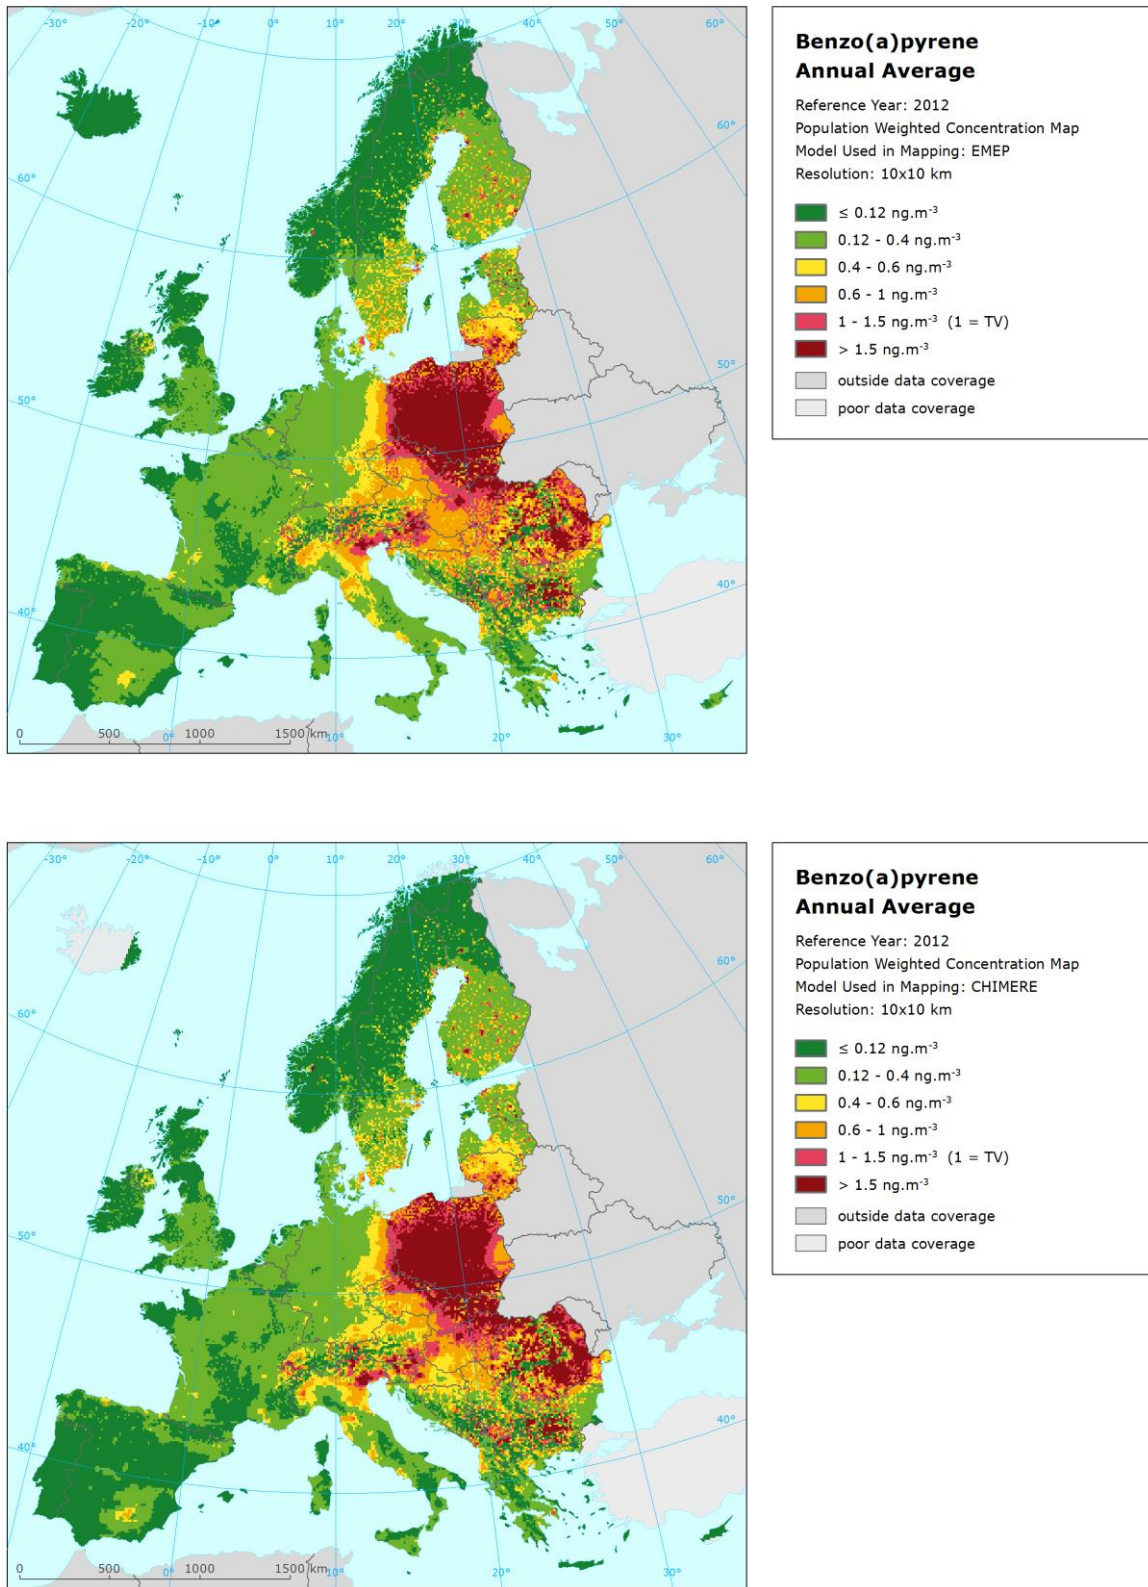 -30° -20° -10° 0° 10° 20° 30° 40° 50° 60°
60°
60°
50°
50°
40°
40°
0 500 1000 1500 km
0° 10° 20° 30°
Benzo(a)pyrene
Annual Average
Reference Year: 2012
Population Weighted Concentration Map
Model Used in Mapping: EMEP
Resolution: 10x10 km
≤ 0.12 ng.m⁻³
0.12 - 0.4 ng.m⁻³
0.4 - 0.6 ng.m⁻³
0.6 - 1 ng.m⁻³
1 - 1.5 ng.m⁻³ (1 = TV)
> 1.5 ng.m⁻³
outside data coverage
poor data coverage
-30° -20° -10° 0° 10° 20° 30° 40° 50° 60°
60°
60°
50°
50°
40°
40°
0 500 1000 1500 km
0° 10° 20° 30°
Benzo(a)pyrene
Annual Average
Reference Year: 2012
Population Weighted Concentration Map
Model Used in Mapping: CHIMERE
Resolution: 10x10 km
≤ 0.12 ng.m⁻³
0.12 - 0.4 ng.m⁻³
0.4 - 0.6 ng.m⁻³
0.6 - 1 ng.m⁻³
1 - 1.5 ng.m⁻³ (1 = TV)
> 1.5 ng.m⁻³
outside data coverage
poor data coverage